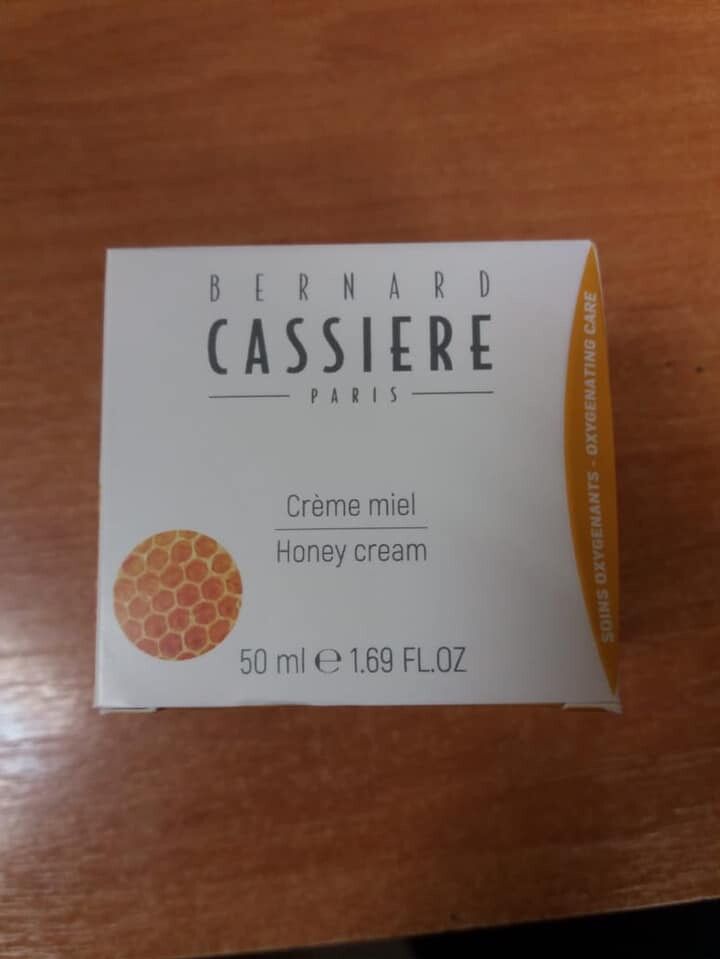 BERNARD
CASSIERE
PARIS
Crème miel
Honey cream
50 ml ℮ 1.69 FL.OZ
SOINS OXYGENANTS - OXYGENATING CARE